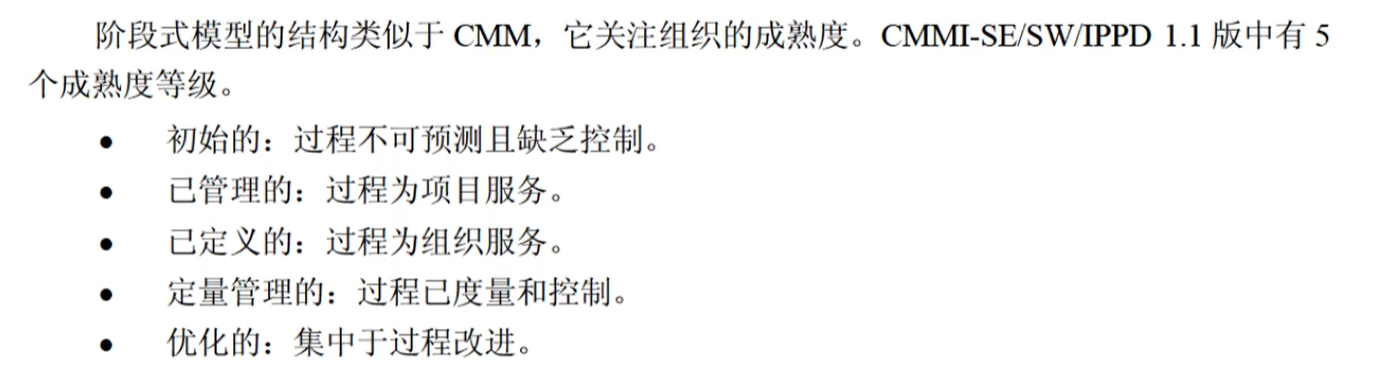 阶段式模型的结构类似于 CMM，它关注组织的成熟度。CMMI-SE/SW/IPPD 1.1 版中有 5
个成熟度等级。
● 初始的：过程不可预测且缺乏控制。
● 已管理的：过程为项目服务。
● 已定义的：过程为组织服务。
● 定量管理的：过程已度量和控制。
● 优化的：集中于过程改进。